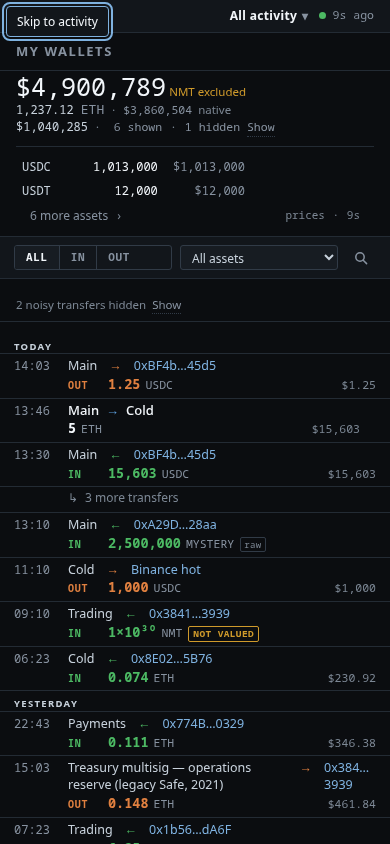 Skip to activity
All activity ▾ 9s ago
MY WALLETS
$4,900,789 NMT excluded
1,237.12 ETH · $3,860,504 native
$1,040,285 · 6 shown · 1 hidden Show
USDC 1,013,000 $1,013,000
USDT 12,000 $12,000
6 more assets › prices · 9s
ALL IN OUT All assets
2 noisy transfers hidden Show
TODAY
14:03 Main → 0xBF4b…45d5
OUT 1.25 USDC $1.25
13:46 Main → Cold
5 ETH $15,603
13:30 Main ← 0xBF4b…45d5
IN 15,603 USDC $15,603
↳ 3 more transfers
13:10 Main ← 0xA29D…28aa
IN 2,500,000 MYSTERY raw
11:10 Cold → Binance hot
OUT 1,000 USDC $1,000
09:10 Trading ← 0x3841…3939
IN 1×10³⁰ NMT NOT VALUED
06:23 Cold ← 0x8E02…5B76
IN 0.074 ETH $230.92
YESTERDAY
22:43 Payments ← 0x774B…0329
IN 0.111 ETH $346.38
15:03 Treasury multisig — operations → 0x384…
reserve (legacy Safe, 2021) 3939
OUT 0.148 ETH $461.84
07:23 Trading ← 0x1b56…dA6F